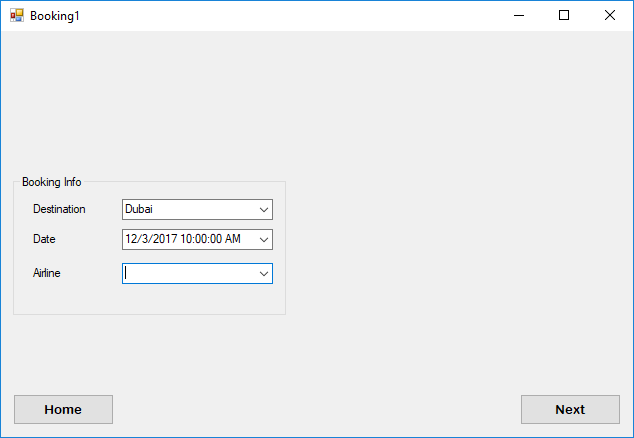 Booking1
Booking Info
Destination Dubai
Date 12/3/2017 10:00:00 AM
Airline
Home Next